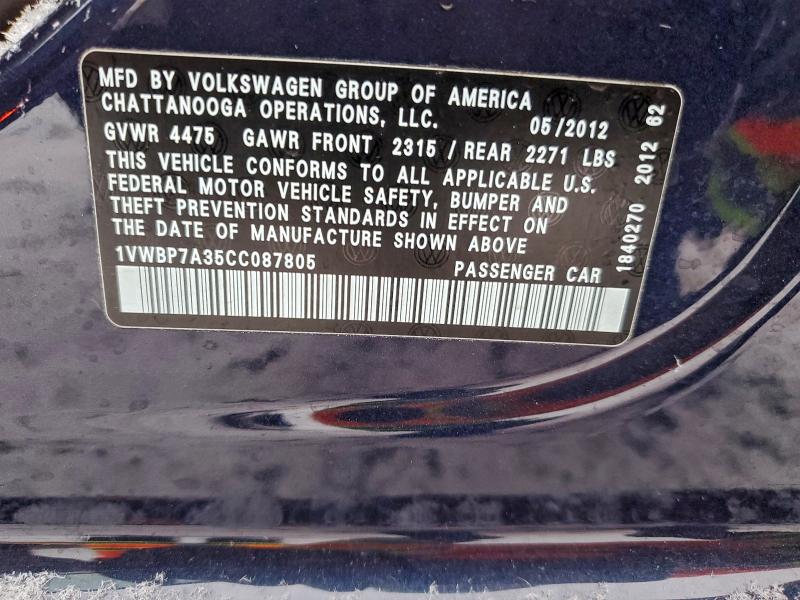 MFD BY VOLKSWAGEN GROUP OF AMERICA
CHATTANOOGA OPERATIONS, LLC. 05/2012
GVWR 4475 GAWR FRONT 2315 / REAR 2271 LBS
THIS VEHICLE CONFORMS TO ALL APPLICABLE U.S.
FEDERAL MOTOR VEHICLE SAFETY, BUMPER AND
THEFT PREVENTION STANDARDS IN EFFECT ON
THE DATE OF MANUFACTURE SHOWN ABOVE
1VWBP7A35CC087805 PASSENGER CAR
1840270 2012 62